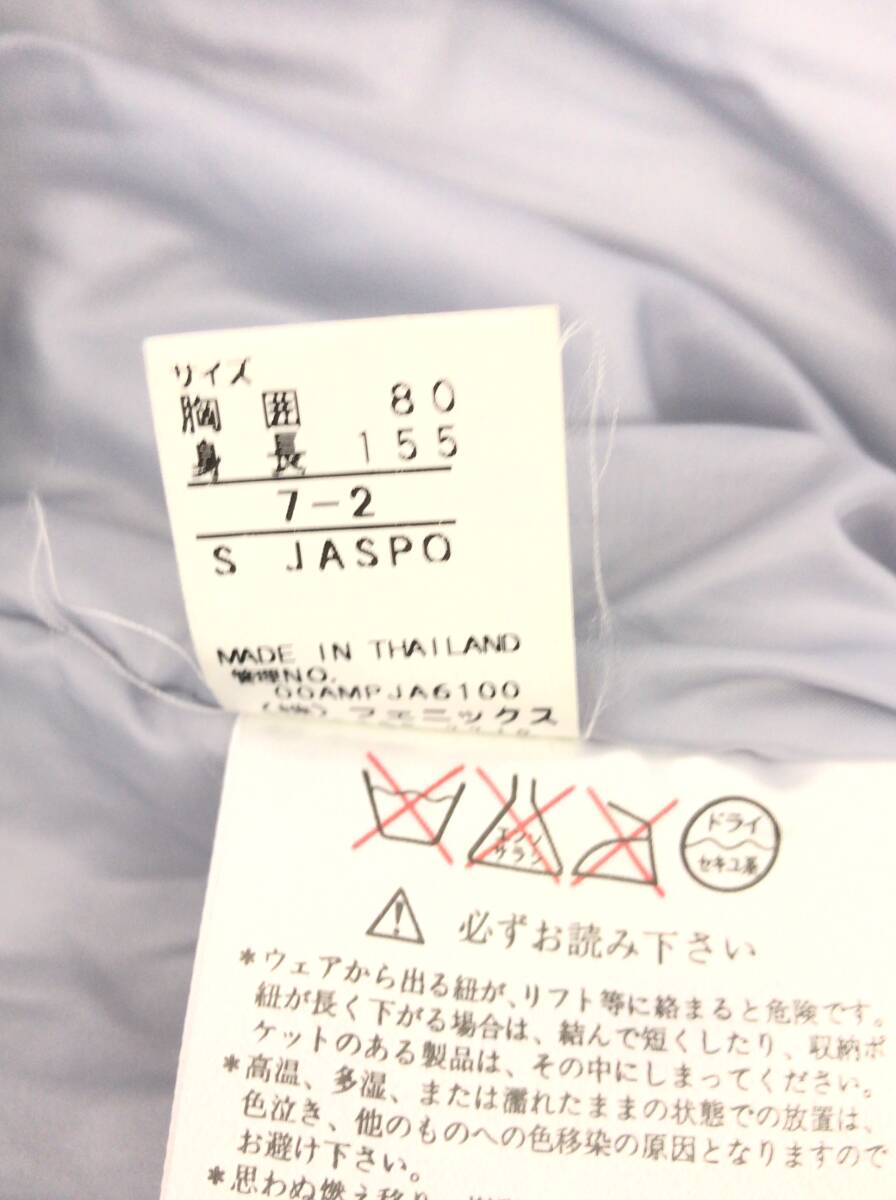 サイズ
胸囲 80
身長 155
7-2
S JASPO
MADE IN THAILAND
管理NO.
00AMPJA6100
(株)フェニックス
エンソ
サラシ
ドライ
セキユ系
必ずお読み下さい
*ウェアから出る紐が、リフト等に絡まると危険です。
紐が長く下がる場合は、結んで短くしたり、収納ポ
ケットのある製品は、その中にしまってください。
*高温、多湿、または濡れたままの状態での放置は、
色泣き、他のものへの色移染の原因となりますので
お避け下さい。
*思わぬ燃え移り